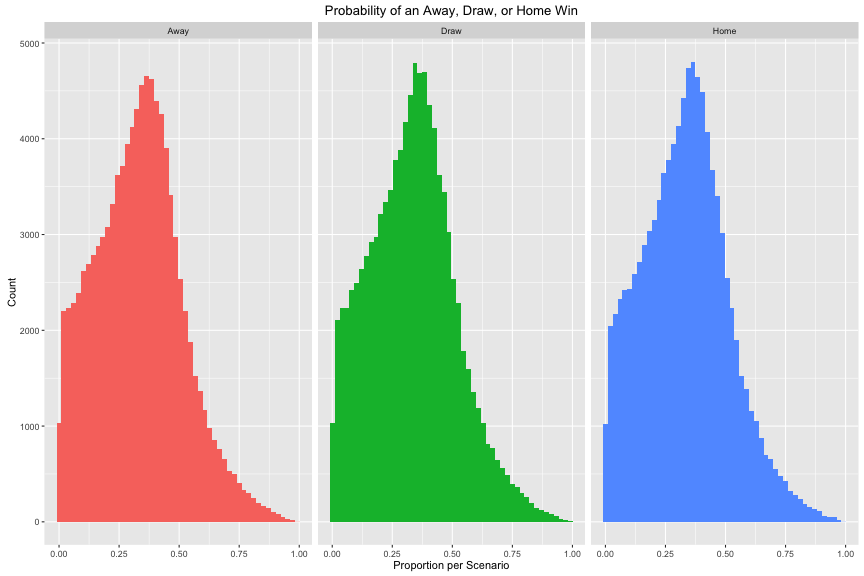 Probability of an Away, Draw, or Home Win
Away Draw Home
5000
4000
3000
2000
1000
0
Count
0.00 0.25 0.50 0.75 1.00 0.00 0.25 0.50 0.75 1.00 0.00 0.25 0.50 0.75 1.00
Proportion per Scenario